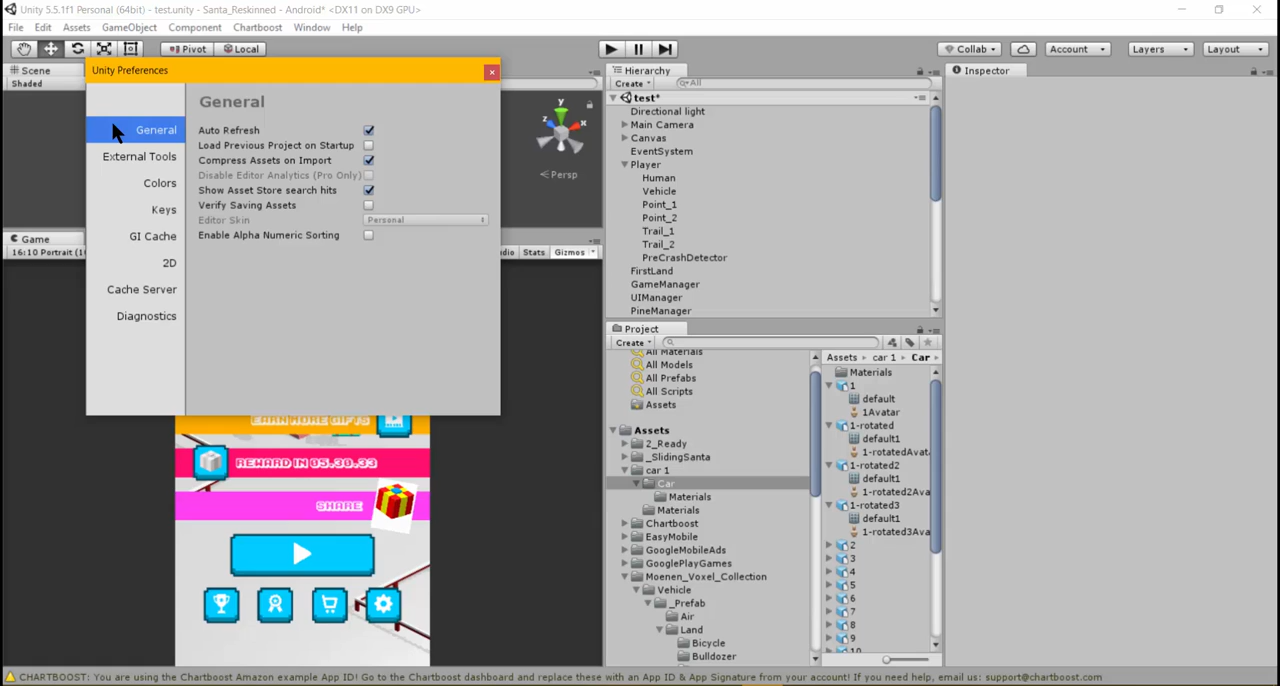 Unity 5.5.1f1 Personal (64bit) - test.unity - Santa_Reskinned - Android* <DX11 on DX9 GPU>
File Edit Assets GameObject Component Chartboost Window Help
Pivot Local Collab Account Layers Layout
Scene
Shaded
Unity Preferences
General
External Tools
Colors
Keys
GI Cache
2D
Cache Server
Diagnostics
General
Auto Refresh
Load Previous Project on Startup
Compress Assets on Import
Disable Editor Analytics (Pro Only)
Show Asset Store search hits
Verify Saving Assets
Editor Skin Personal
Enable Alpha Numeric Sorting
y
z x
Persp
Game
16:10 Portrait (1 Stats Gizmos
EARN MORE GIFTS
REWARD IN 05.30.33
SHARE
Hierarchy
Create All
test*
Directional light
Main Camera
Canvas
EventSystem
Player
Human
Vehicle
Point_1
Point_2
Trail_1
Trail_2
PreCrashDetector
FirstLand
GameManager
UIManager
PineManager
Project
Create
All Materials
All Models
All Prefabs
All Scripts
Assets
Assets
2_Ready
_SlidingSanta
car 1
Car
Materials
Materials
Chartboost
EasyMobile
GoogleMobileAds
GooglePlayGames
Moenen_Voxel_Collection
Vehicle
_Prefab
Air
Land
Bicycle
Bulldozer
Assets car 1 Car
Materials
1
default
1Avatar
1-rotated
default1
1-rotatedAvat
1-rotated2
default1
1-rotated2Ava
1-rotated3
default1
1-rotated3Ava
2
3
4
5
6
7
8
9
10
Inspector
CHARTBOOST: You are using the Chartboost Amazon example App ID! Go to the Chartboost dashboard and replace these with an App ID & App Signature from your account! If you need help, email us: support@chartboost.com